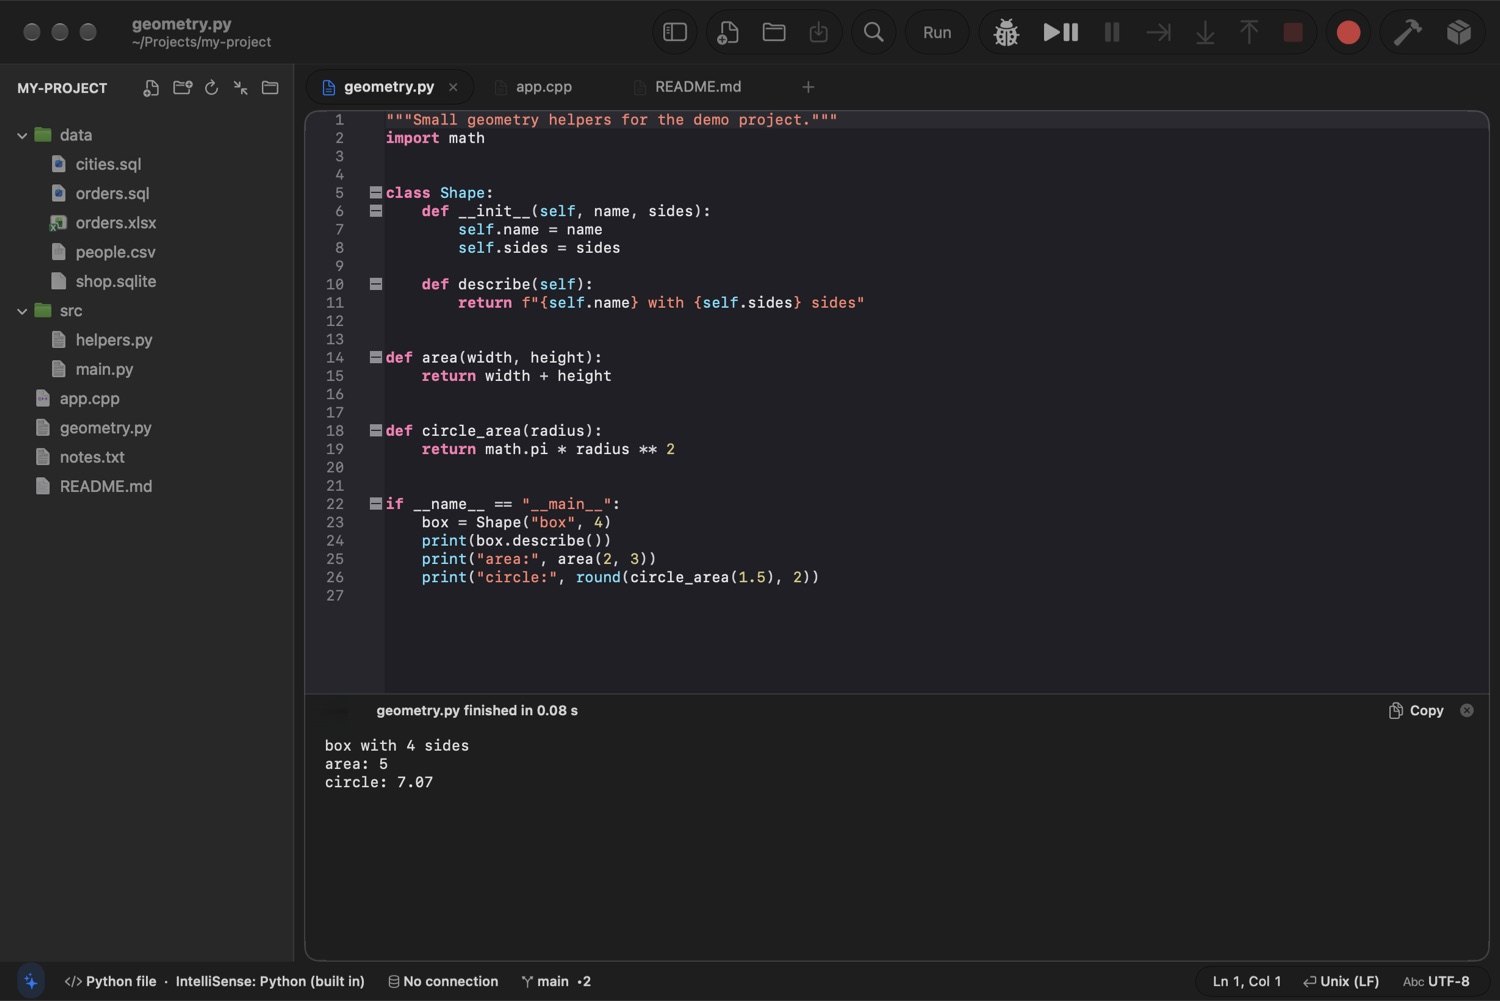 geometry.py
~/Projects/my-project
Run
MY-PROJECT
data
cities.sql
orders.sql
orders.xlsx
people.csv
shop.sqlite
src
helpers.py
main.py
app.cpp
geometry.py
notes.txt
README.md
geometry.py
app.cpp
README.md
1 """Small geometry helpers for the demo project."""
2 import math
3
4
5 class Shape:
6     def __init__(self, name, sides):
7         self.name = name
8         self.sides = sides
9
10     def describe(self):
11         return f"{self.name} with {self.sides} sides"
12
13
14 def area(width, height):
15     return width + height
16
17
18 def circle_area(radius):
19     return math.pi * radius ** 2
20
21
22 if __name__ == "__main__":
23     box = Shape("box", 4)
24     print(box.describe())
25     print("area:", area(2, 3))
26     print("circle:", round(circle_area(1.5), 2))
27
geometry.py finished in 0.08 s
Copy
box with 4 sides
area: 5
circle: 7.07
</> Python file · IntelliSense: Python (built in) No connection main •2 Ln 1, Col 1 Unix (LF) Abc UTF-8